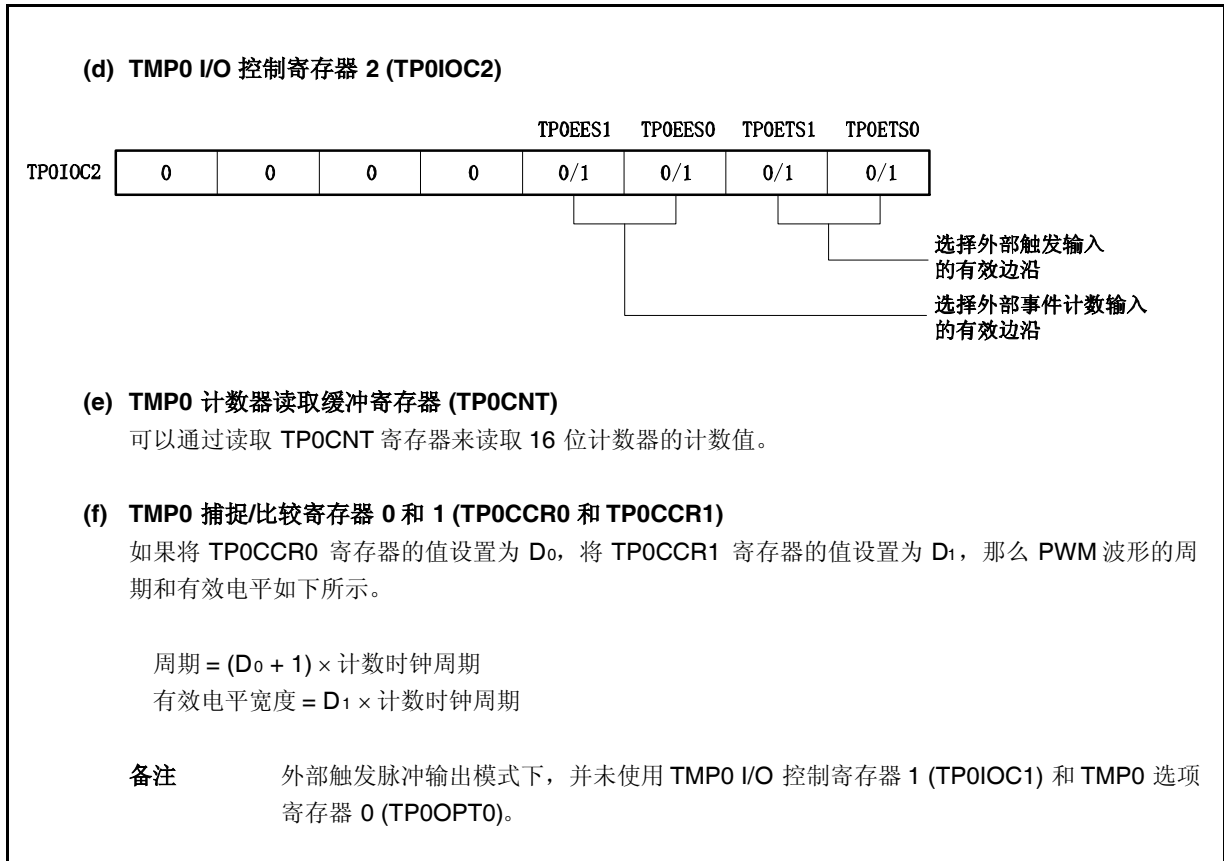 (d) TMP0 I/O 控制寄存器 2 (TP0IOC2)
TP0EES1 TP0EES0 TP0ETS1 TP0ETS0
TP0IOC2 0 0 0 0 0/1 0/1 0/1 0/1
选择外部触发输入
的有效边沿
选择外部事件计数输入
的有效边沿
(e) TMP0 计数器读取缓冲寄存器 (TP0CNT)
可以通过读取 TP0CNT 寄存器来读取 16 位计数器的计数值。
(f) TMP0 捕捉/比较寄存器 0 和 1 (TP0CCR0 和 TP0CCR1)
如果将 TP0CCR0 寄存器的值设置为 D₀，将 TP0CCR1 寄存器的值设置为 D₁，那么 PWM 波形的周
期和有效电平如下所示。
周期 = (D₀ + 1) × 计数时钟周期
有效电平宽度 = D₁ × 计数时钟周期
备注 外部触发脉冲输出模式下，并未使用 TMP0 I/O 控制寄存器 1 (TP0IOC1) 和 TMP0 选项
寄存器 0 (TP0OPT0)。